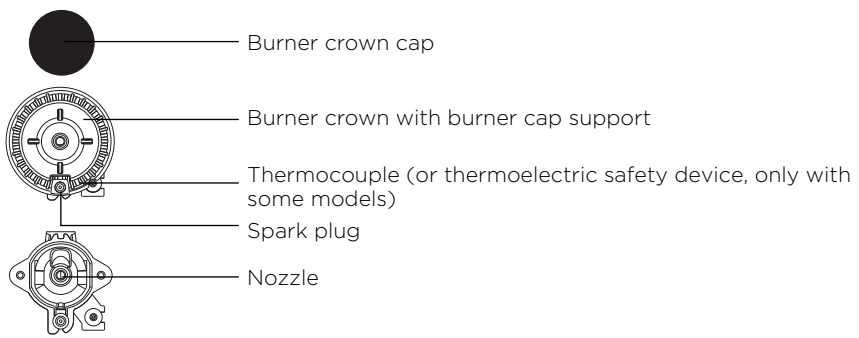 Burner crown cap
Burner crown with burner cap support
Thermocouple (or thermoelectric safety device, only with
some models)
Spark plug
Nozzle